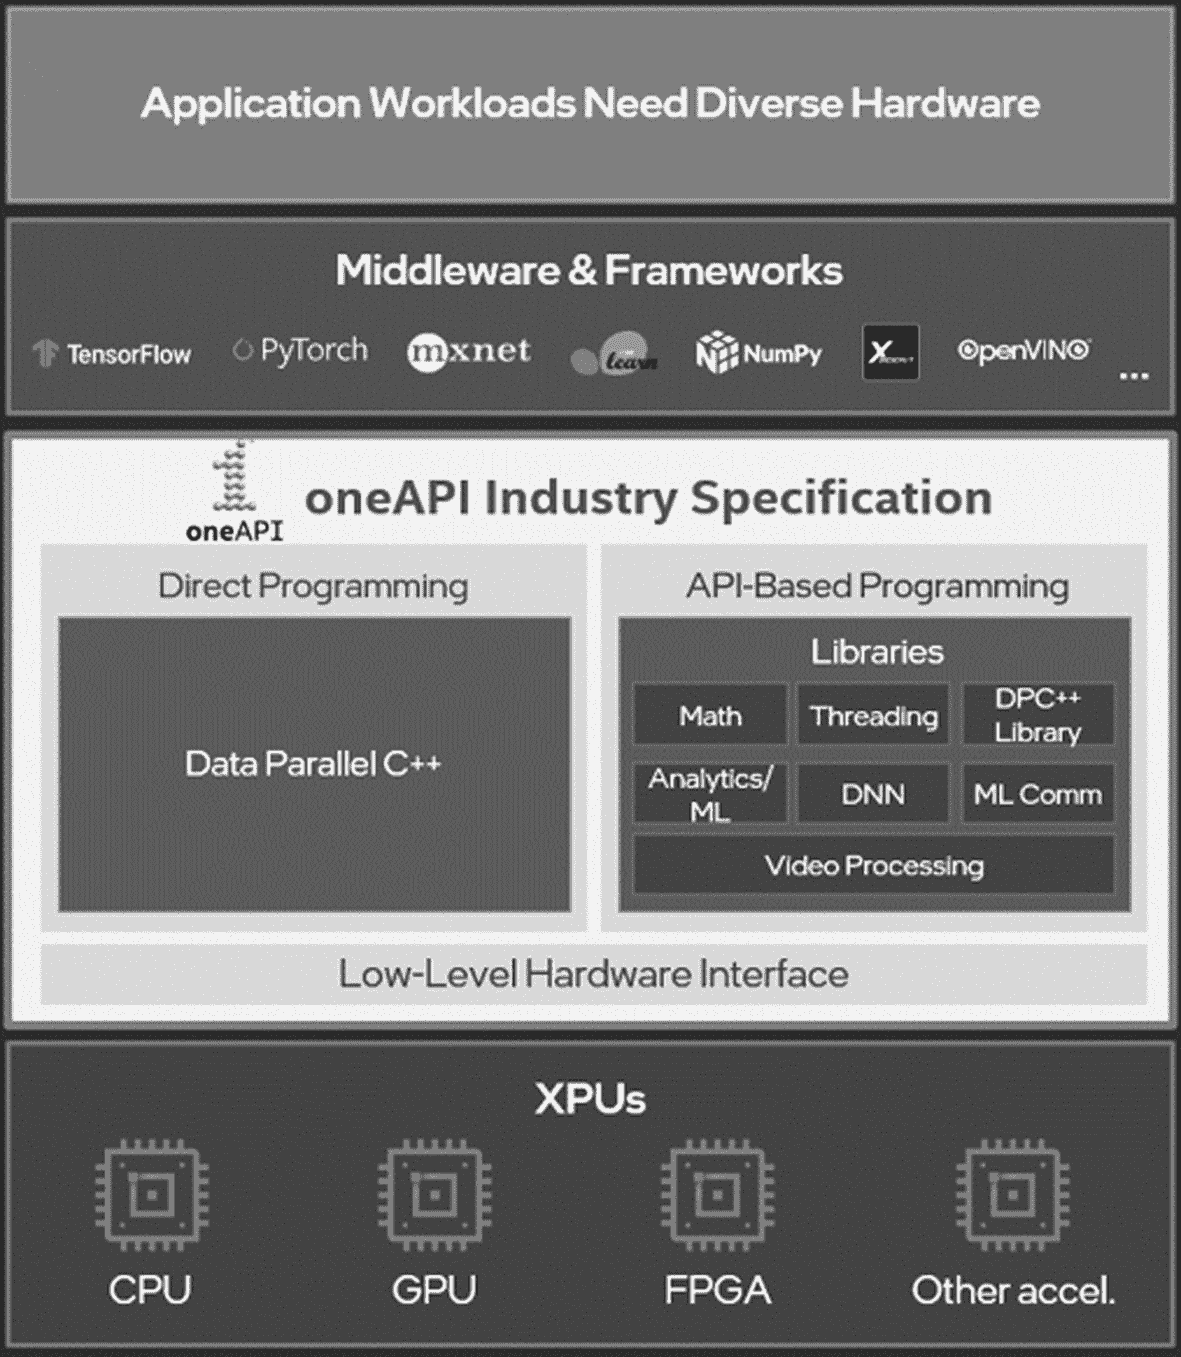 Application Workloads Need Diverse Hardware
Middleware & Frameworks
TensorFlow PyTorch mxnet learn NumPy OpenVINO ...
oneAPI
oneAPI Industry Specification
Direct Programming
Data Parallel C++
API-Based Programming
Libraries
Math Threading DPC++
Library
Analytics/
ML
DNN ML Comm
Video Processing
Low-Level Hardware Interface
XPUs
CPU GPU FPGA Other accel.